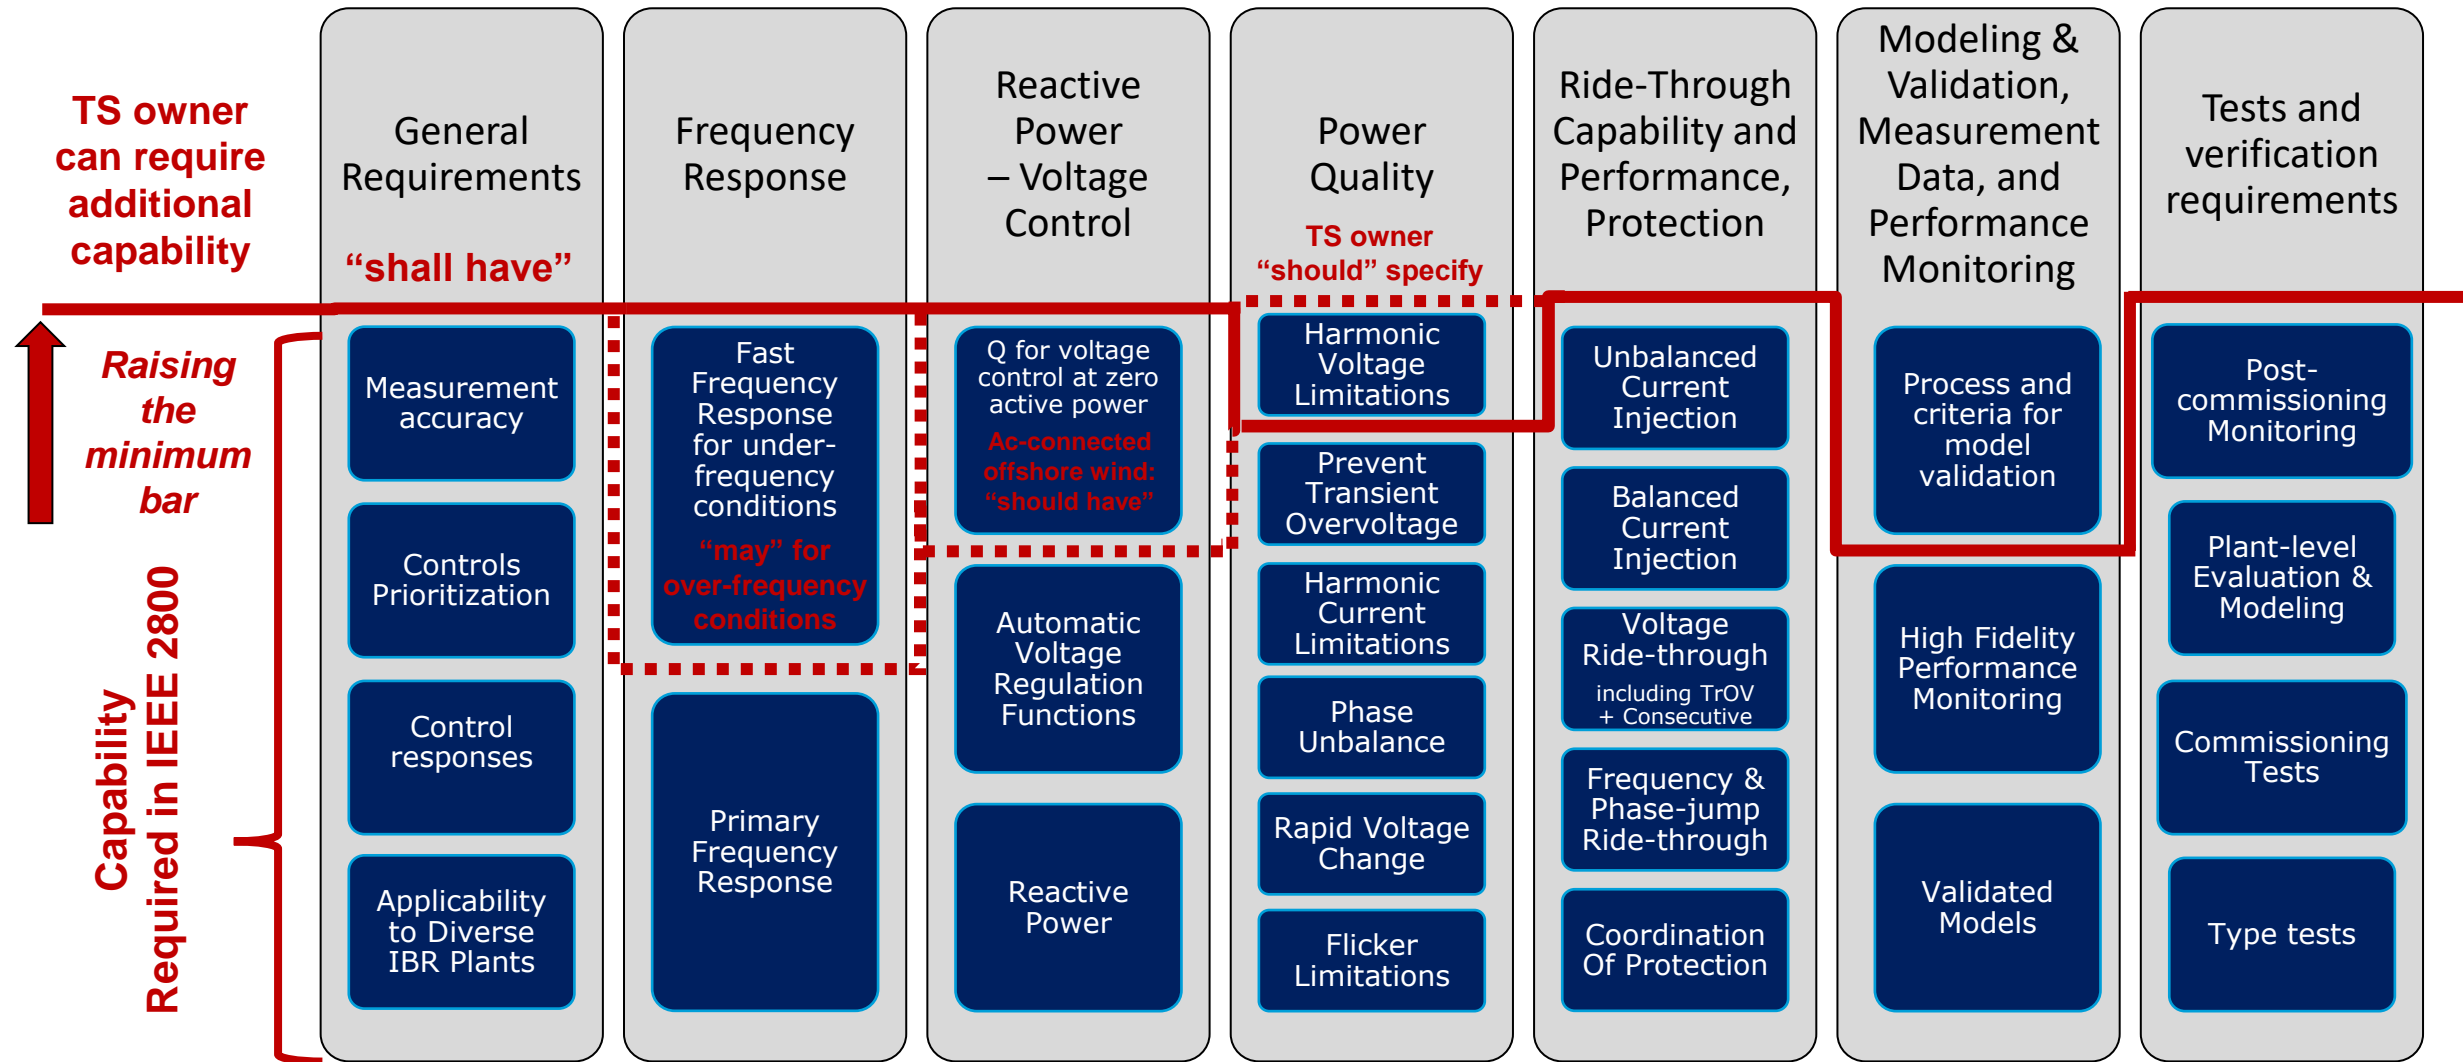 TS owner
can require
additional
capability
Raising
the
minimum
bar
Capability
Required in IEEE 2800
General
Requirements
“shall have”
Measurement
accuracy
Controls
Prioritization
Control
responses
Applicability
to Diverse
IBR Plants
Frequency
Response
Fast
Frequency
Response
for under-
frequency
conditions
“may” for
over-frequency
conditions
Primary
Frequency
Response
Reactive
Power
– Voltage
Control
Q for voltage
control at zero
active power
Ac-connected
offshore wind:
“should have”
Automatic
Voltage
Regulation
Functions
Reactive
Power
Power
Quality
TS owner
“should” specify
Harmonic
Voltage
Limitations
Prevent
Transient
Overvoltage
Harmonic
Current
Limitations
Phase
Unbalance
Rapid Voltage
Change
Flicker
Limitations
Ride-Through
Capability and
Performance,
Protection
Unbalanced
Current
Injection
Balanced
Current
Injection
Voltage
Ride-through
including TrOV
+ Consecutive
Frequency &
Phase-jump
Ride-through
Coordination
Of Protection
Modeling &
Validation,
Measurement
Data, and
Performance
Monitoring
Process and
criteria for
model
validation
High Fidelity
Performance
Monitoring
Validated
Models
Tests and
verification
requirements
Post-
commissioning
Monitoring
Plant-level
Evaluation &
Modeling
Commissioning
Tests
Type tests